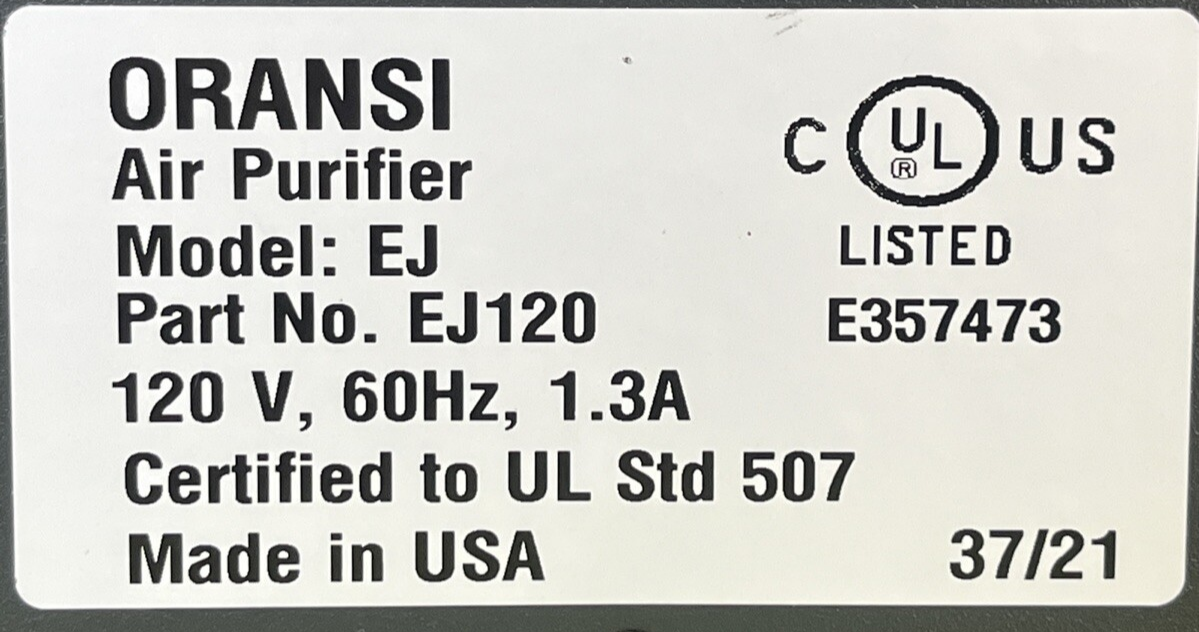 ORANSI
Air Purifier
Model: EJ
Part No. EJ120
120 V, 60Hz, 1.3A
Certified to UL Std 507
Made in USA
C UL® US
LISTED
E357473
37/21